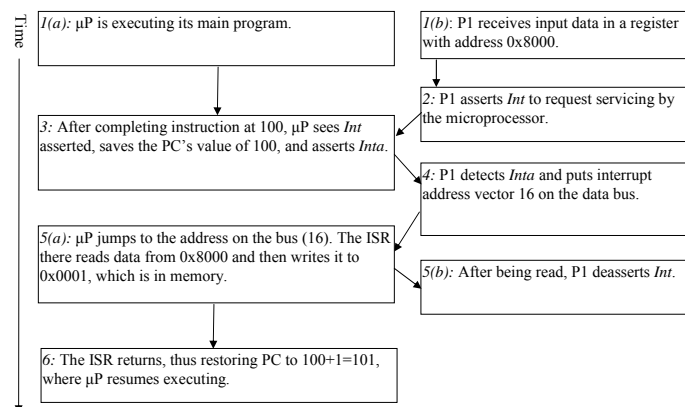 Time
1(a): μP is executing its main program.
1(b): P1 receives input data in a register
with address 0x8000.
2: P1 asserts Int to request servicing by
the microprocessor.
3: After completing instruction at 100, μP sees Int
asserted, saves the PC's value of 100, and asserts Inta.
4: P1 detects Inta and puts interrupt
address vector 16 on the data bus.
5(a): μP jumps to the address on the bus (16). The ISR
there reads data from 0x8000 and then writes it to
0x0001, which is in memory.
5(b): After being read, P1 deasserts Int.
6: The ISR returns, thus restoring PC to 100+1=101,
where μP resumes executing.